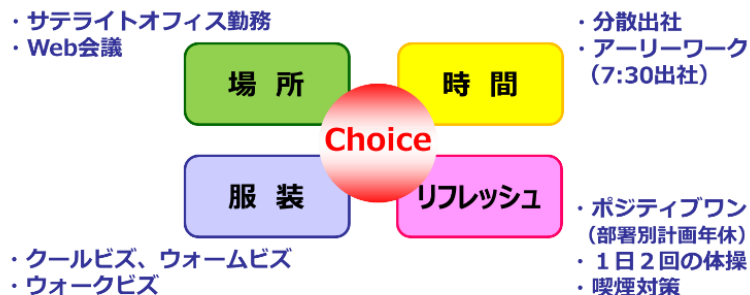 ・サテライトオフィス勤務
・Web会議
・分散出社
・アーリーワーク
（7:30出社）
場 所
時 間
Choice
服 装
リフレッシュ
・クールビズ、ウォームビズ
・ウォークビズ
・ポジティブワン
（部署別計画年休）
・１日２回の体操
・喫煙対策